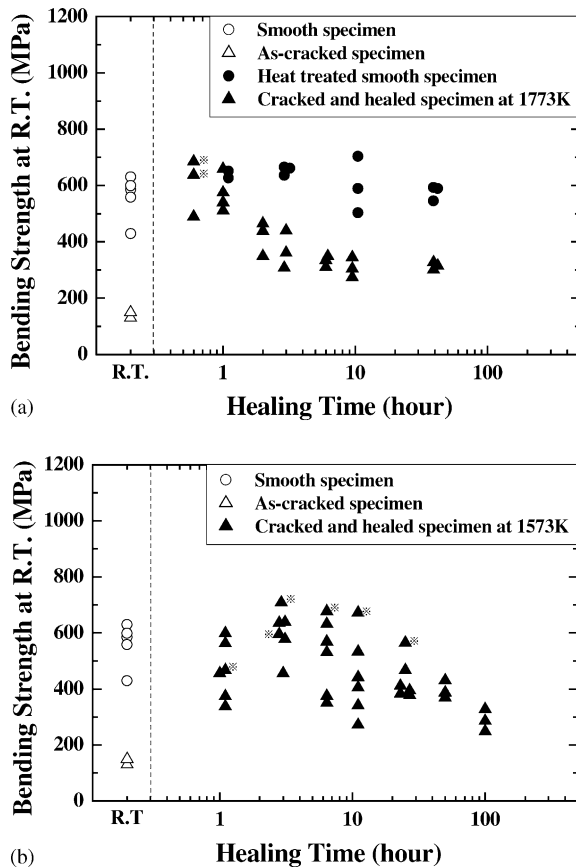 (a)
Bending Strength at R.T. (MPa)
1200
1000
800
600
400
200
0
Smooth specimen
As-cracked specimen
Heat treated smooth specimen
Cracked and healed specimen at 1773K
※
※
R.T.
1
10
100
Healing Time (hour)
(b)
Bending Strength at R.T. (MPa)
1200
1000
800
600
400
200
0
Smooth specimen
As-cracked specimen
Cracked and healed specimen at 1573K
※
※
※
※
※
※
R.T
1
10
100
Healing Time (hour)